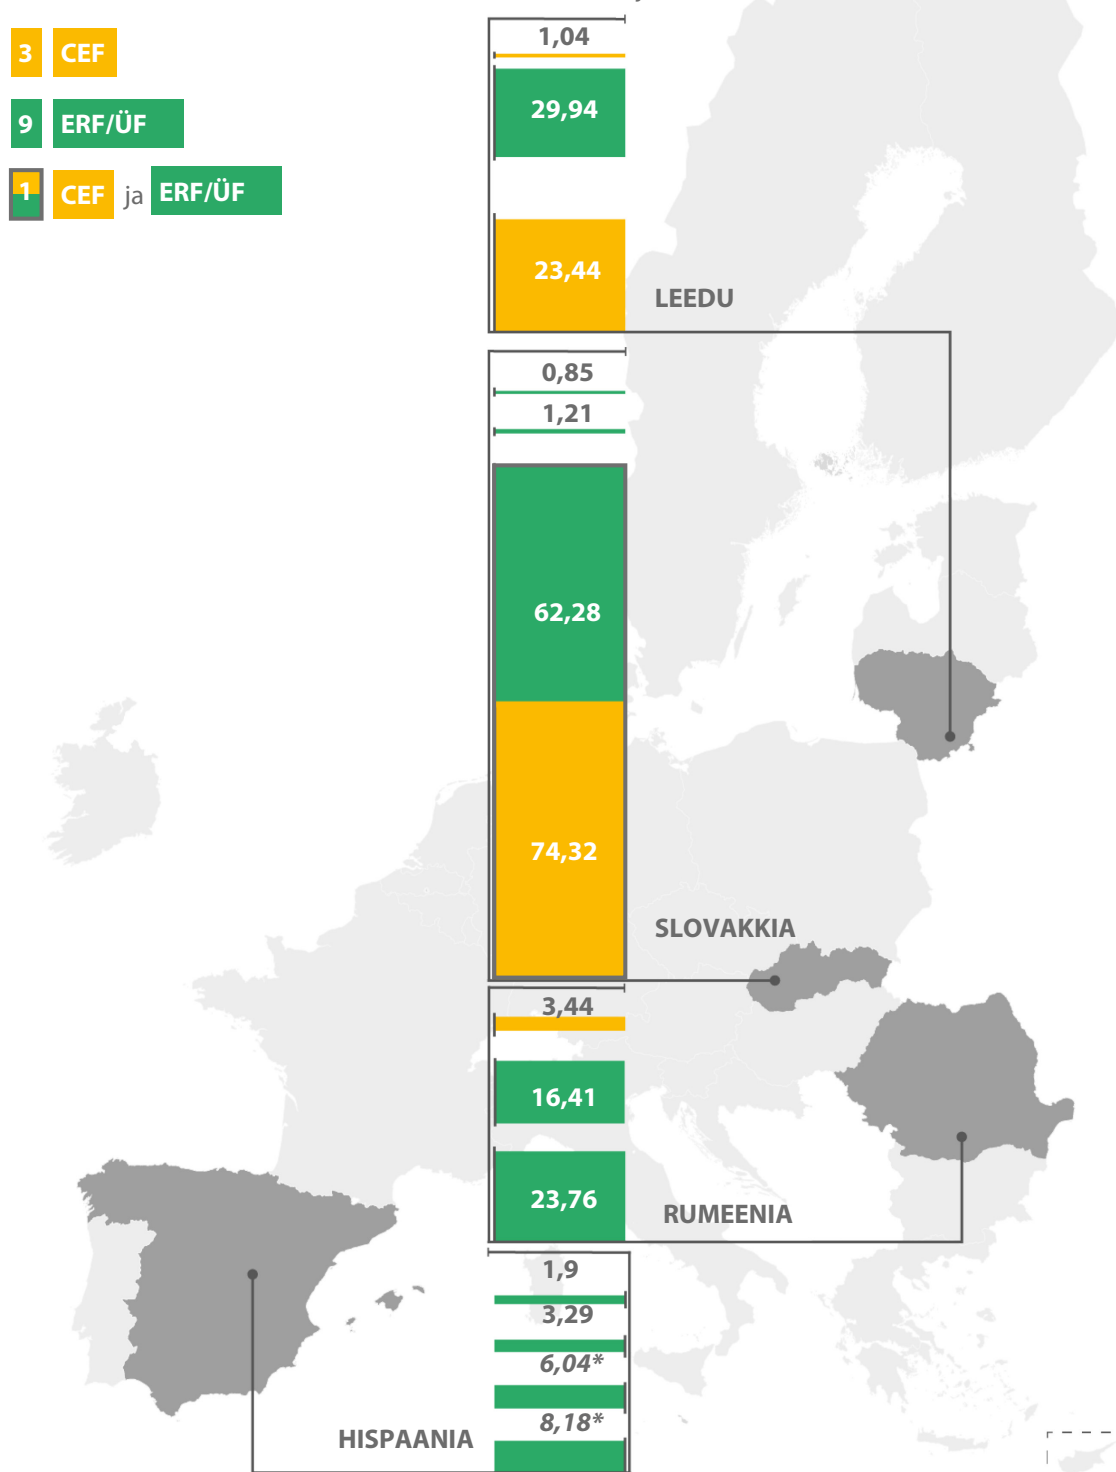 3 CEF
9 ERF/ÜF
1 CEF ja ERF/ÜF
1,04
29,94
23,44
LEEDU
0,85
1,21
62,28
74,32
SLOVAKKIA
3,44
16,41
23,76
RUMEENIA
1,9
3,29
6,04*
8,18*
HISPAANIA